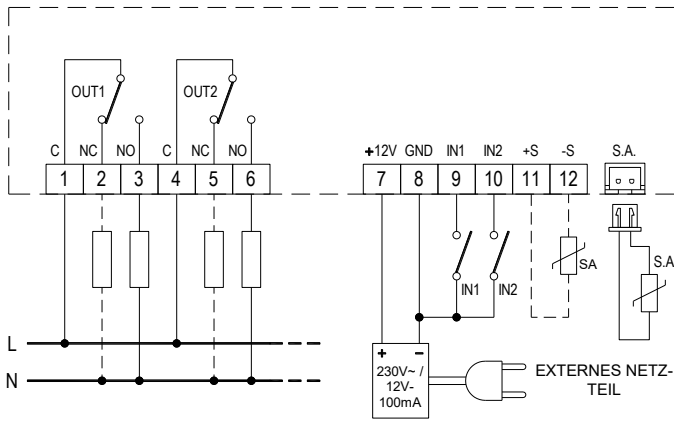 OUT1 OUT2
C NC NO C NC NO +12V GND IN1 IN2 +S -S S.A.
1 2 3 4 5 6 7 8 9 10 11 12
SA S.A.
IN1 IN2
L
N
+ -
230V~ /
12V-
100mA
EXTERNES NETZ-
TEIL